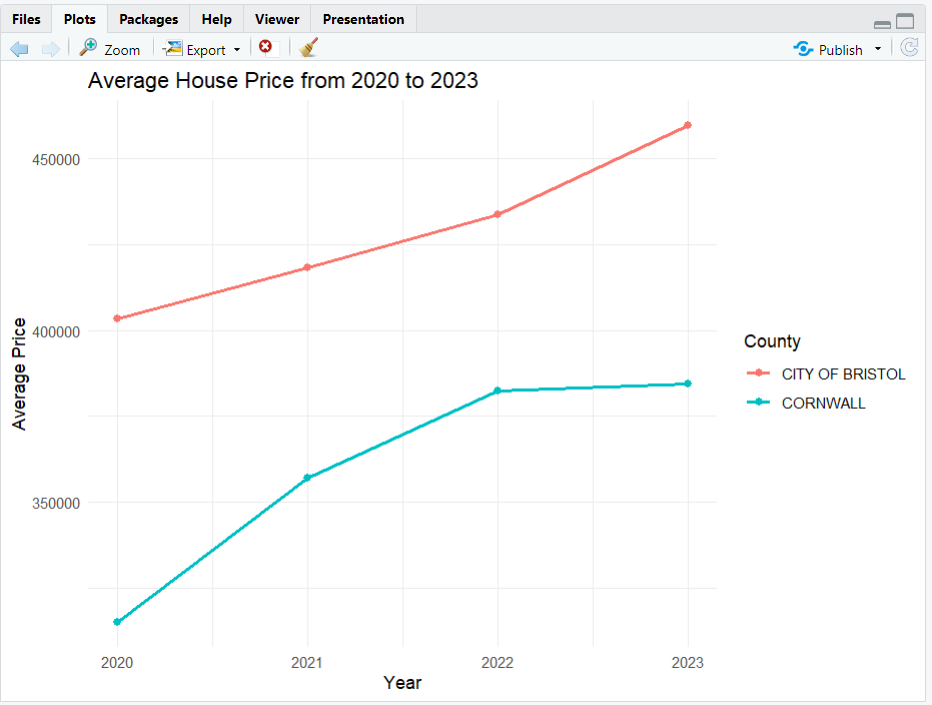 Files Plots Packages Help Viewer Presentation
Zoom Export Publish
Average House Price from 2020 to 2023
450000
400000
350000
Average Price
2020 2021 2022 2023
Year
County
CITY OF BRISTOL
CORNWALL